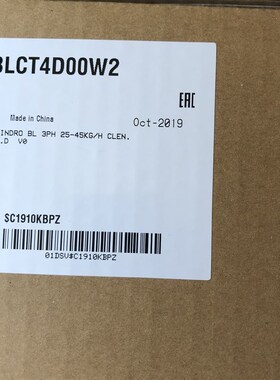 BLCT4D00W2
EAC
Made in China
Oct-2019
INDRO BL 3PH 25-45KG/H CLEN.
.D V0
SC1910KBPZ
01DSV$C1910KBPZ